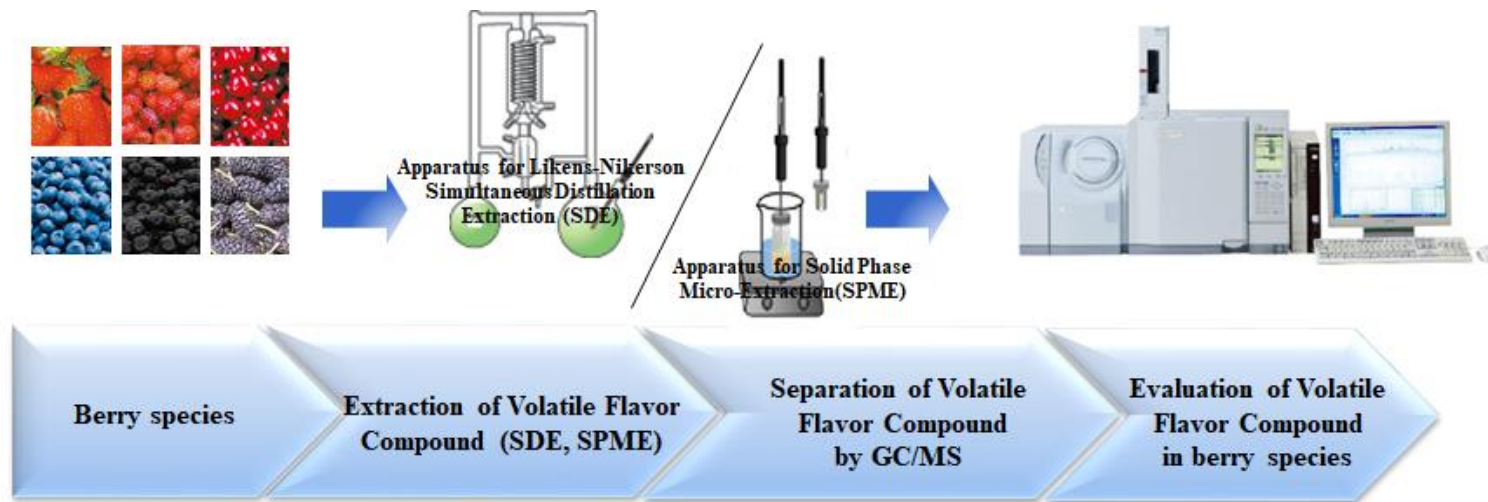 Apparatus for Likens-Nikerson
Simultaneous Distillation
Extraction (SDE)
Apparatus for Solid Phase
Micro-Extraction(SPME)
Berry species
Extraction of Volatile Flavor
Compound (SDE, SPME)
Separation of Volatile
Flavor Compound
by GC/MS
Evaluation of Volatile
Flavor Compound
in berry species